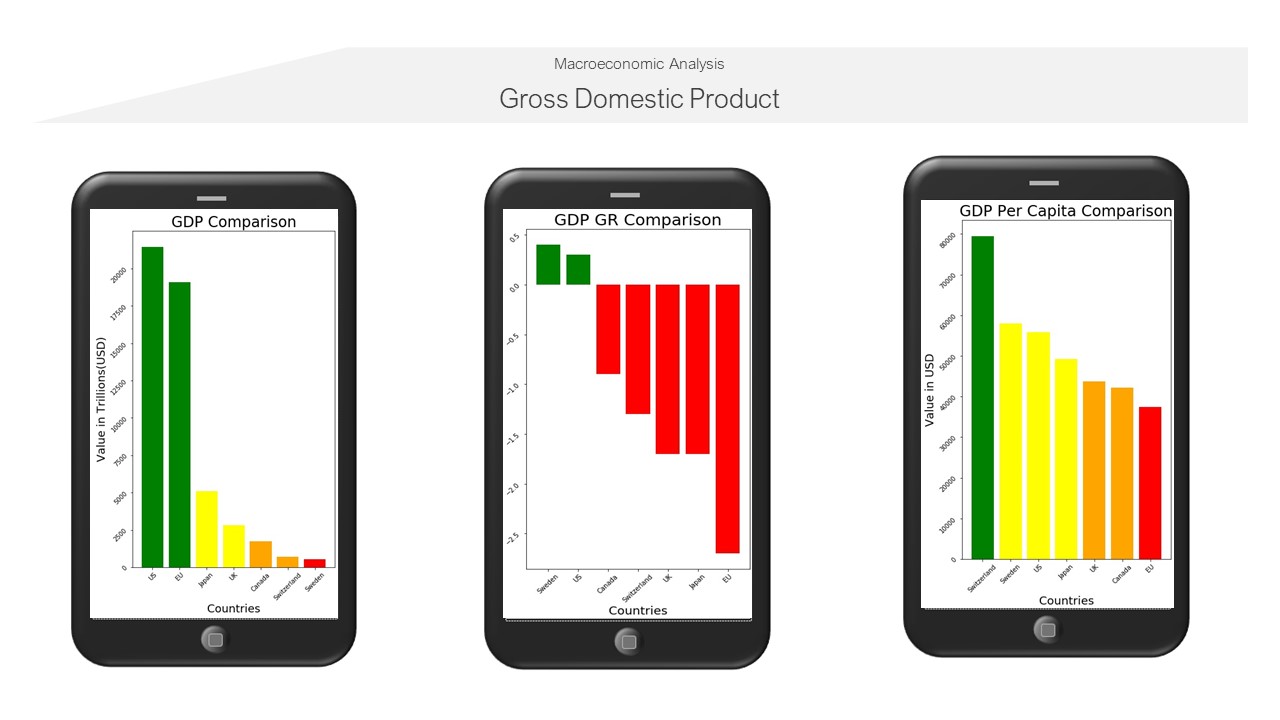 Macroeconomic Analysis
Gross Domestic Product
GDP Comparison
Value in Trillions(USD)
20000
17500
15000
12500
10000
7500
5000
2500
0
US
EU
Japan
UK
Canada
Switzerland
Sweden
Countries
GDP GR Comparison
0.5
0.0
−0.5
−1.0
−1.5
−2.0
−2.5
Sweden
US
Canada
Switzerland
UK
Japan
EU
Countries
GDP Per Capita Comparison
Value in USD
80000
70000
60000
50000
40000
30000
20000
10000
0
Switzerland
Sweden
US
Japan
UK
Canada
EU
Countries